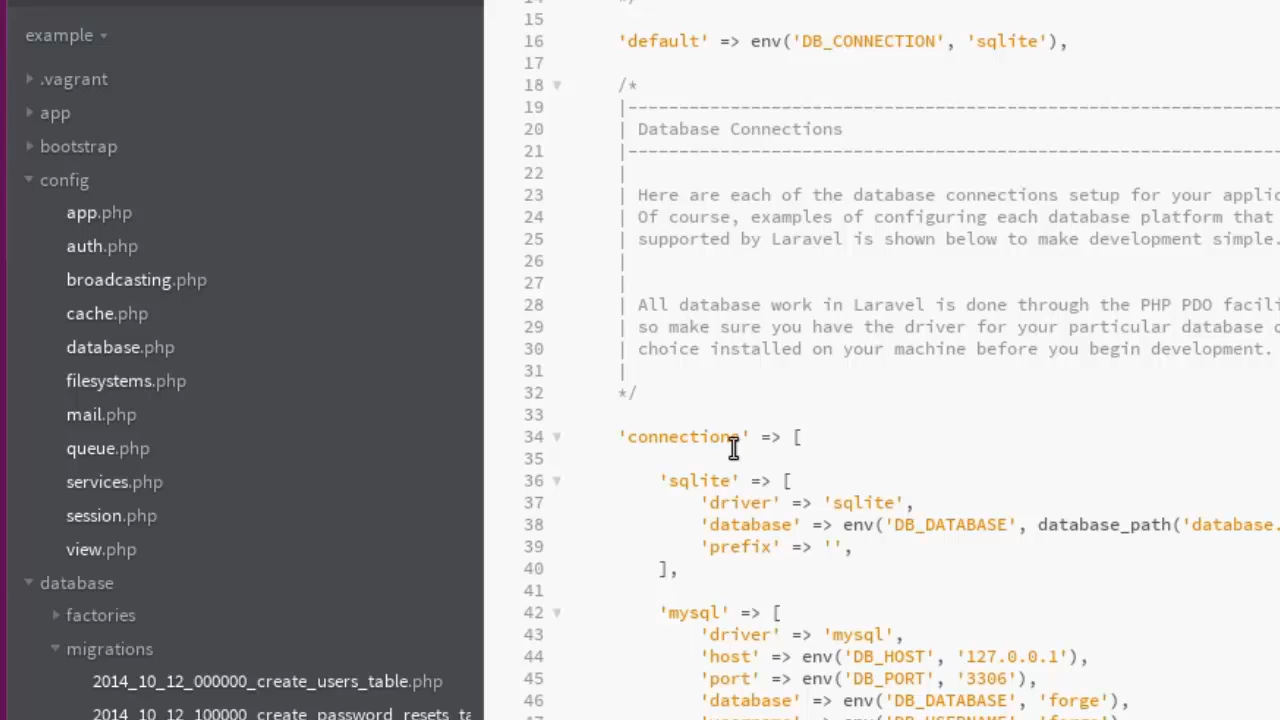 example
.vagrant
app
bootstrap
config
app.php
auth.php
broadcasting.php
cache.php
database.php
filesystems.php
mail.php
queue.php
services.php
session.php
view.php
database
factories
migrations
2014_10_12_000000_create_users_table.php
2014_10_12_100000_create_password_resets_ta
15
16 'default' => env('DB_CONNECTION', 'sqlite'),
17
18 /*
19 |--------------------------------------------------------------------------
20 | Database Connections
21 |--------------------------------------------------------------------------
22 |
23 | Here are each of the database connections setup for your applic
24 | Of course, examples of configuring each database platform that
25 | supported by Laravel is shown below to make development simple.
26 |
27 |
28 | All database work in Laravel is done through the PHP PDO facili
29 | so make sure you have the driver for your particular database
30 | choice installed on your machine before you begin development.
31 |
32 */
33
34 'connections' => [
35
36 'sqlite' => [
37 'driver' => 'sqlite',
38 'database' => env('DB_DATABASE', database_path('database.
39 'prefix' => '',
40 ],
41
42 'mysql' => [
43 'driver' => 'mysql',
44 'host' => env('DB_HOST', '127.0.0.1'),
45 'port' => env('DB_PORT', '3306'),
46 'database' => env('DB_DATABASE', 'forge'),